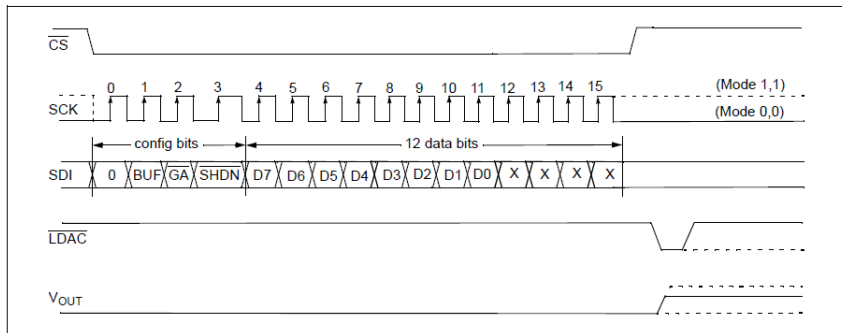 CS
0 1 2 3 4 5 6 7 8 9 10 11 12 13 14 15 (Mode 1,1)
SCK (Mode 0,0)
config bits 12 data bits
SDI 0 BUF GA SHDN D7 D6 D5 D4 D3 D2 D1 D0 X X X X
LDAC
VOUT